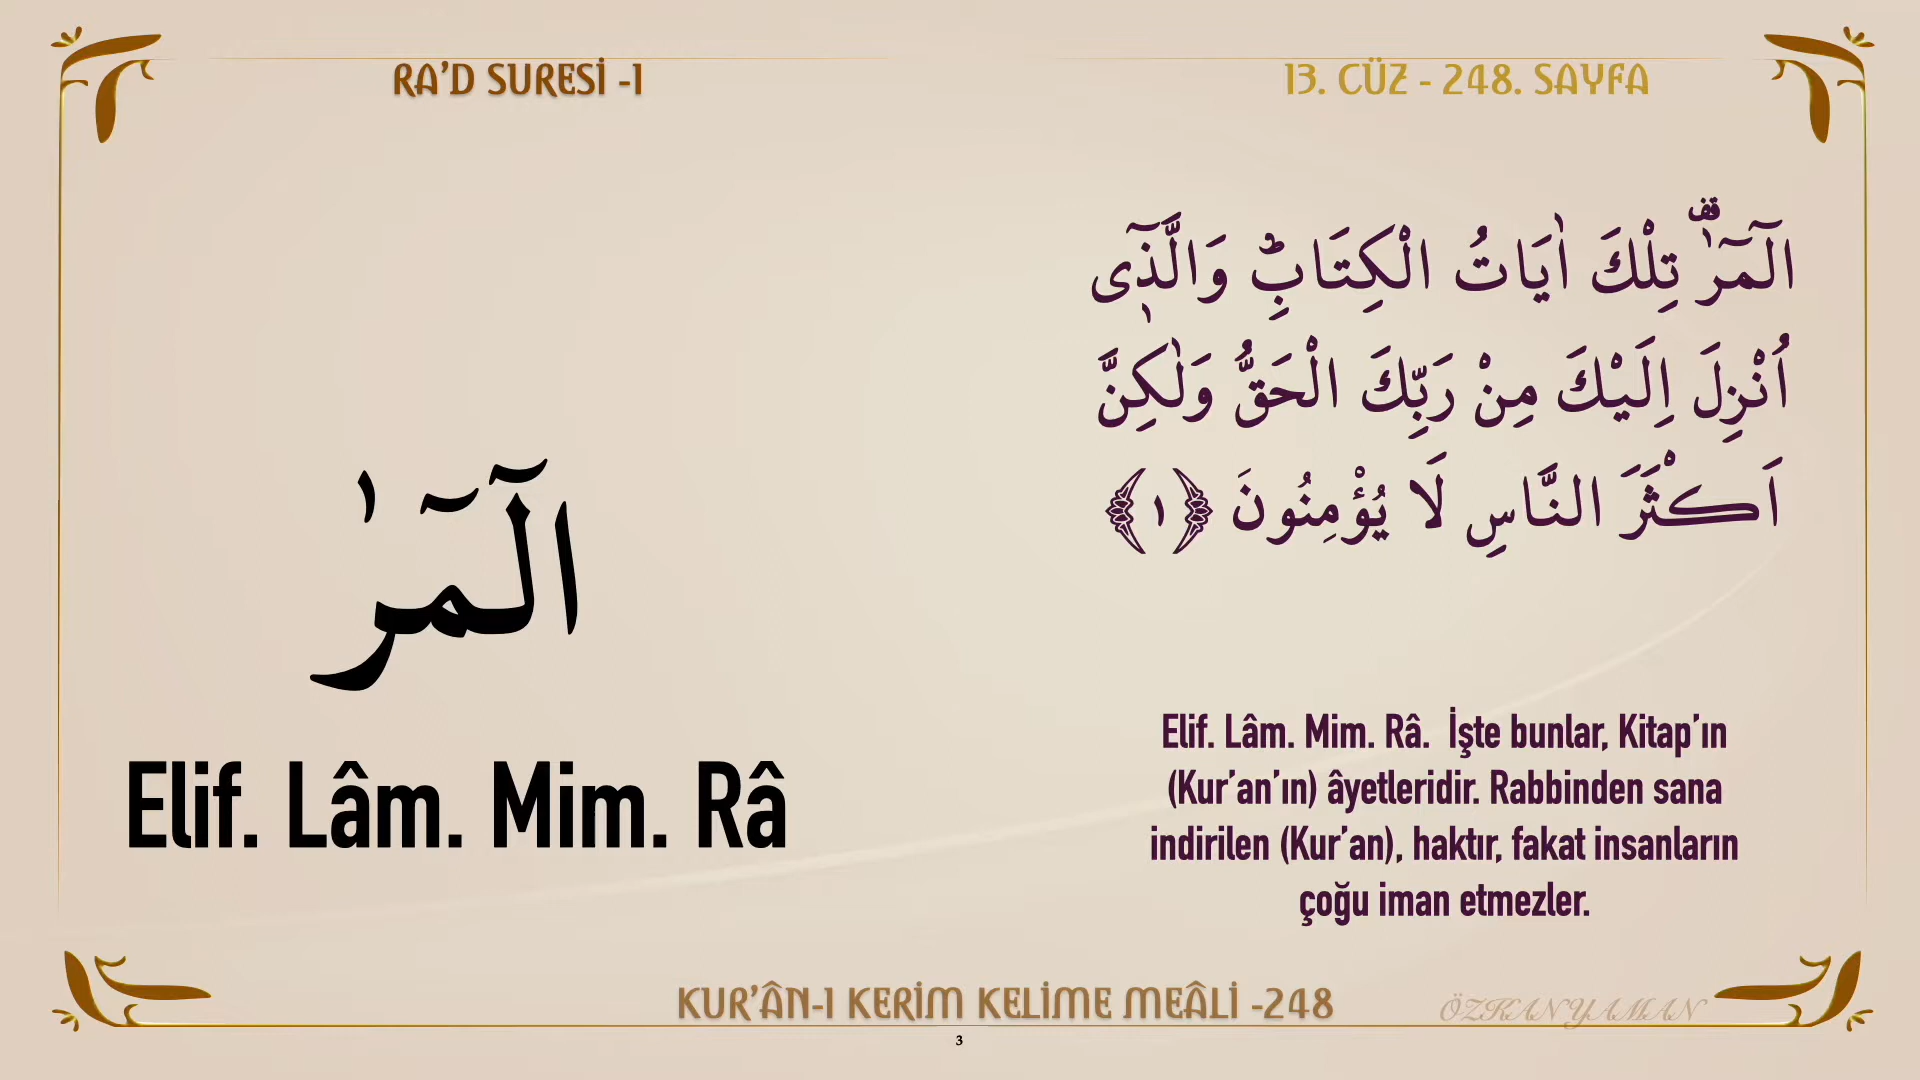 RA'D SURESİ -1
13. CÜZ - 248. SAYFA
الٓمٓرٰ
Elif. Lâm. Mim. Râ
الٓمٓرٰࣞ تِلْكَ اٰيَاتُ الْكِتَابِؕ وَالَّذٖٓى
اُنْزِلَ اِلَيْكَ مِنْ رَبِّكَ الْحَقُّ وَلٰكِنَّ
اَكْثَرَ النَّاسِ لَا يُؤْمِنُونَ ﴿١﴾
Elif. Lâm. Mim. Râ. İşte bunlar, Kitap'ın
(Kur'an'ın) âyetleridir. Rabbinden sana
indirilen (Kur'an), haktır, fakat insanların
çoğu iman etmezler.
KUR'ÂN-I KERİM KELİME MEÂLİ -248
ÖZKAN YAMAN
3